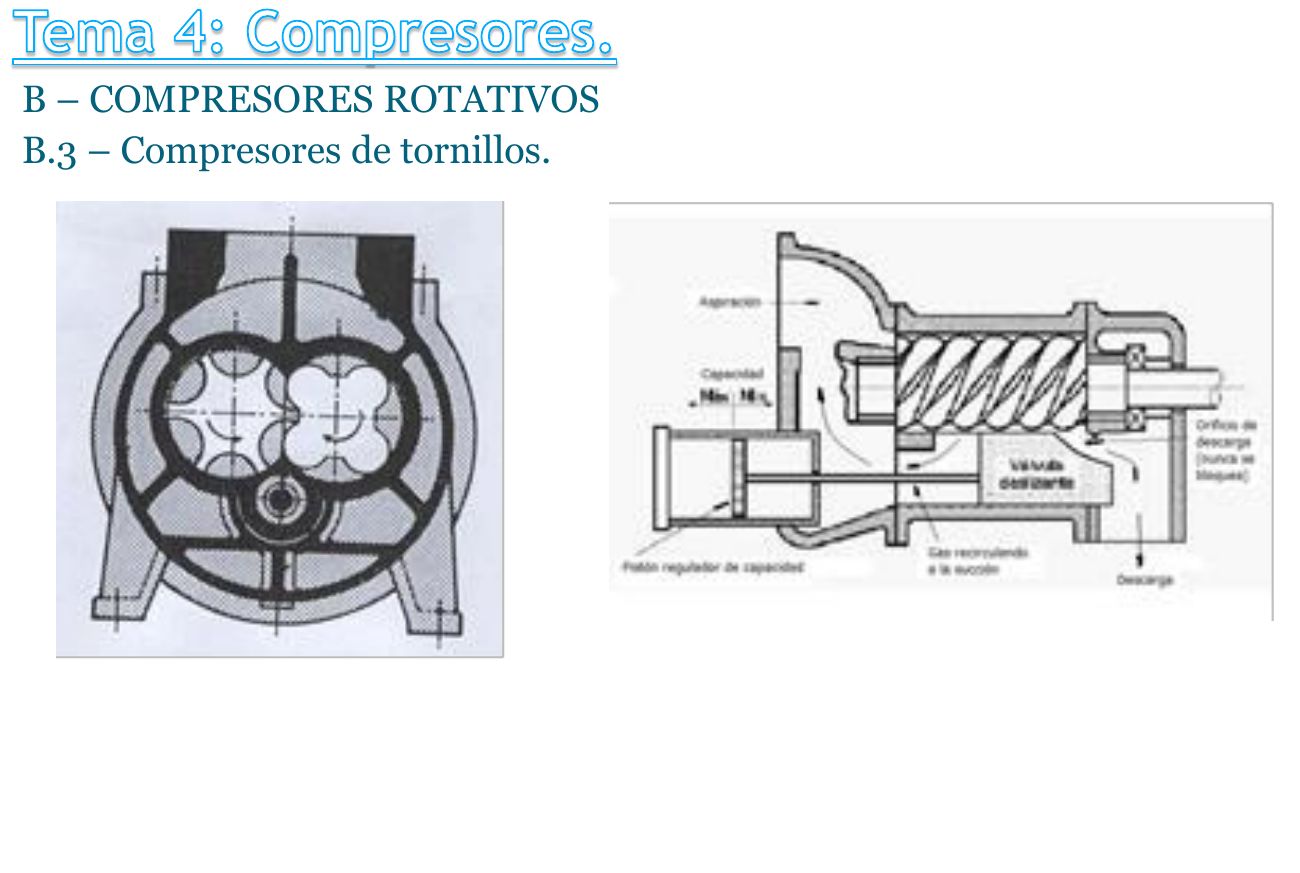 Tema 4: Compresores.
B – COMPRESORES ROTATIVOS
B.3 – Compresores de tornillos.
Aspiración
Capacidad
Orificio de
descarga
(nunca se
bloquea)
Válvula
deslizante
Gas recirculando
a la succión
Pistón regulador de capacidad
Descarga